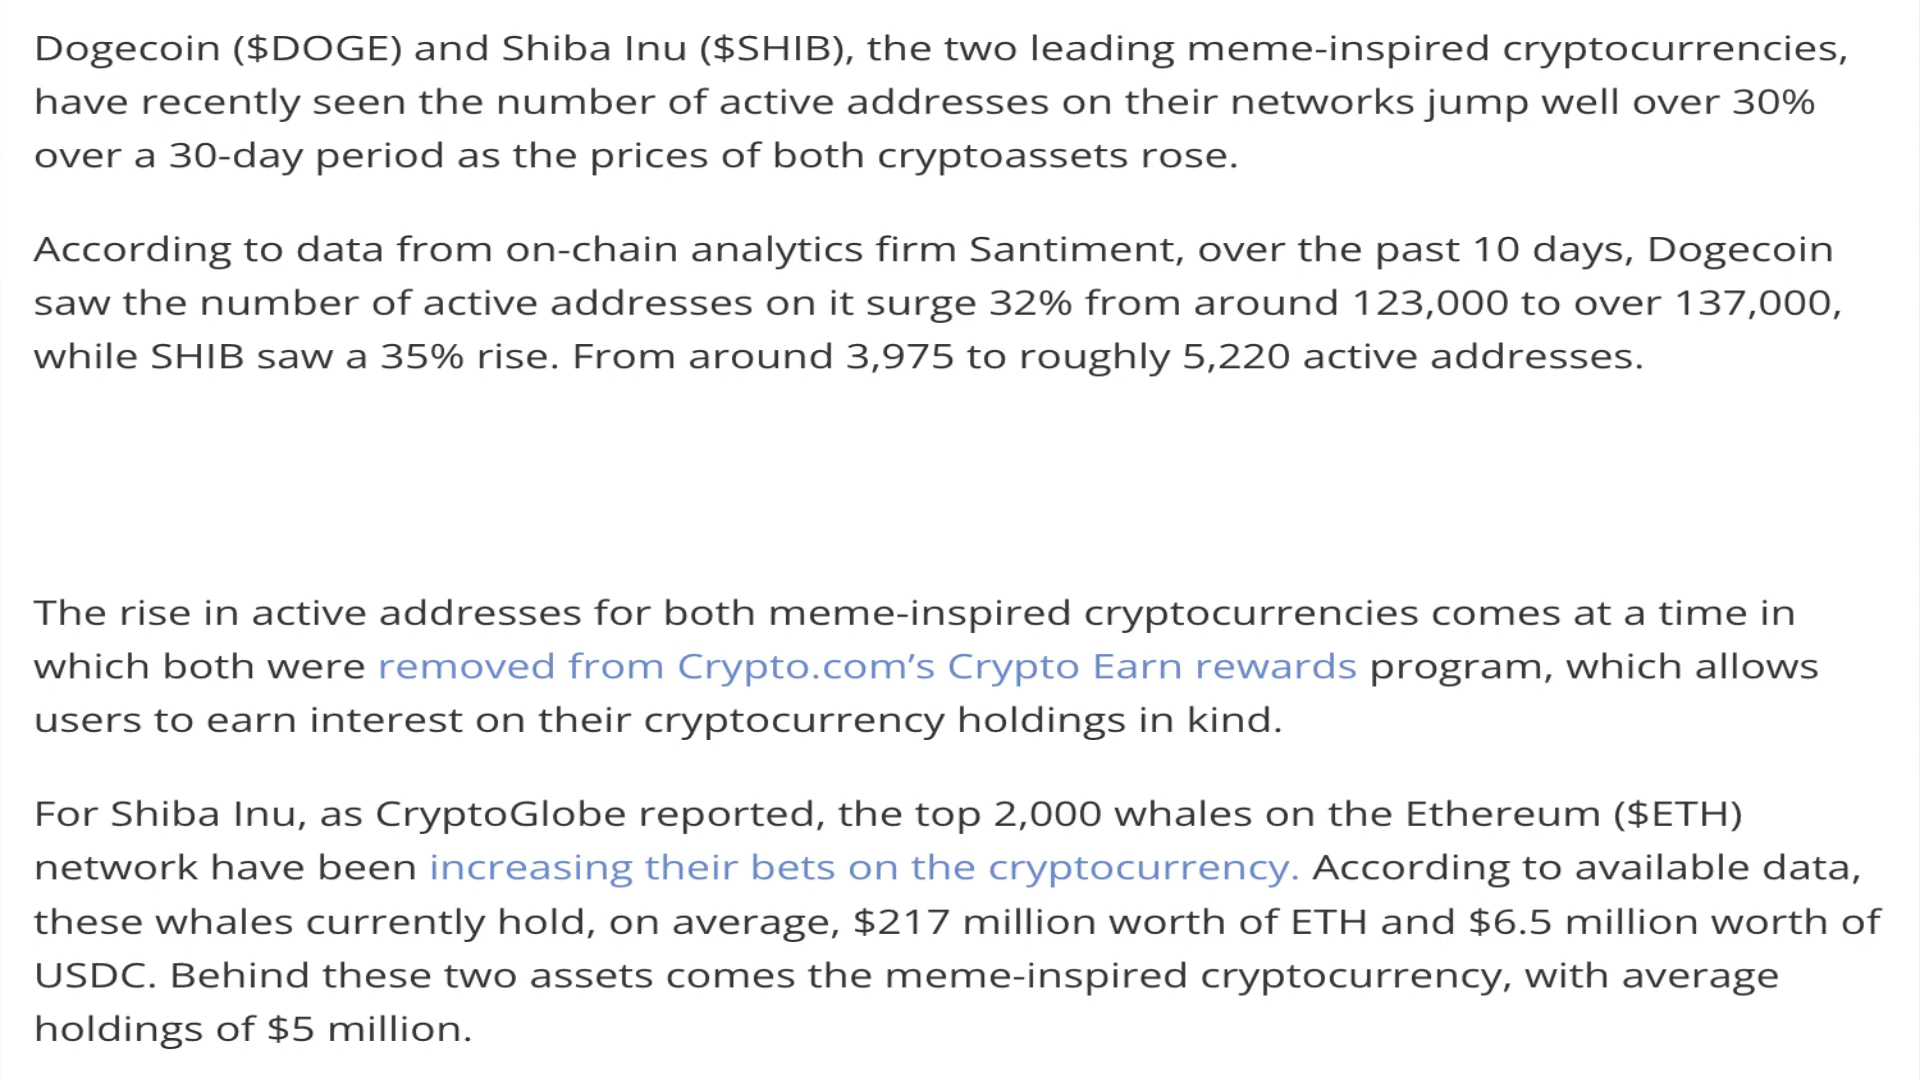 Dogecoin ($DOGE) and Shiba Inu ($SHIB), the two leading meme-inspired cryptocurrencies,
have recently seen the number of active addresses on their networks jump well over 30%
over a 30-day period as the prices of both cryptoassets rose.
According to data from on-chain analytics firm Santiment, over the past 10 days, Dogecoin
saw the number of active addresses on it surge 32% from around 123,000 to over 137,000,
while SHIB saw a 35% rise. From around 3,975 to roughly 5,220 active addresses.
The rise in active addresses for both meme-inspired cryptocurrencies comes at a time in
which both were removed from Crypto.com’s Crypto Earn rewards program, which allows
users to earn interest on their cryptocurrency holdings in kind.
For Shiba Inu, as CryptoGlobe reported, the top 2,000 whales on the Ethereum ($ETH)
network have been increasing their bets on the cryptocurrency. According to available data,
these whales currently hold, on average, $217 million worth of ETH and $6.5 million worth of
USDC. Behind these two assets comes the meme-inspired cryptocurrency, with average
holdings of $5 million.